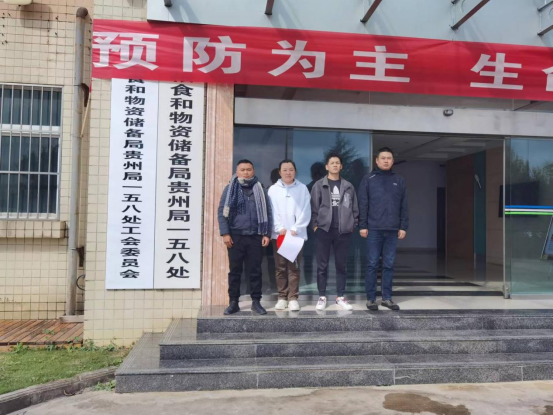 预防为主 生
食和物资储备局贵州局一五八处
食和物资储备局贵州局一五八处工会委员会